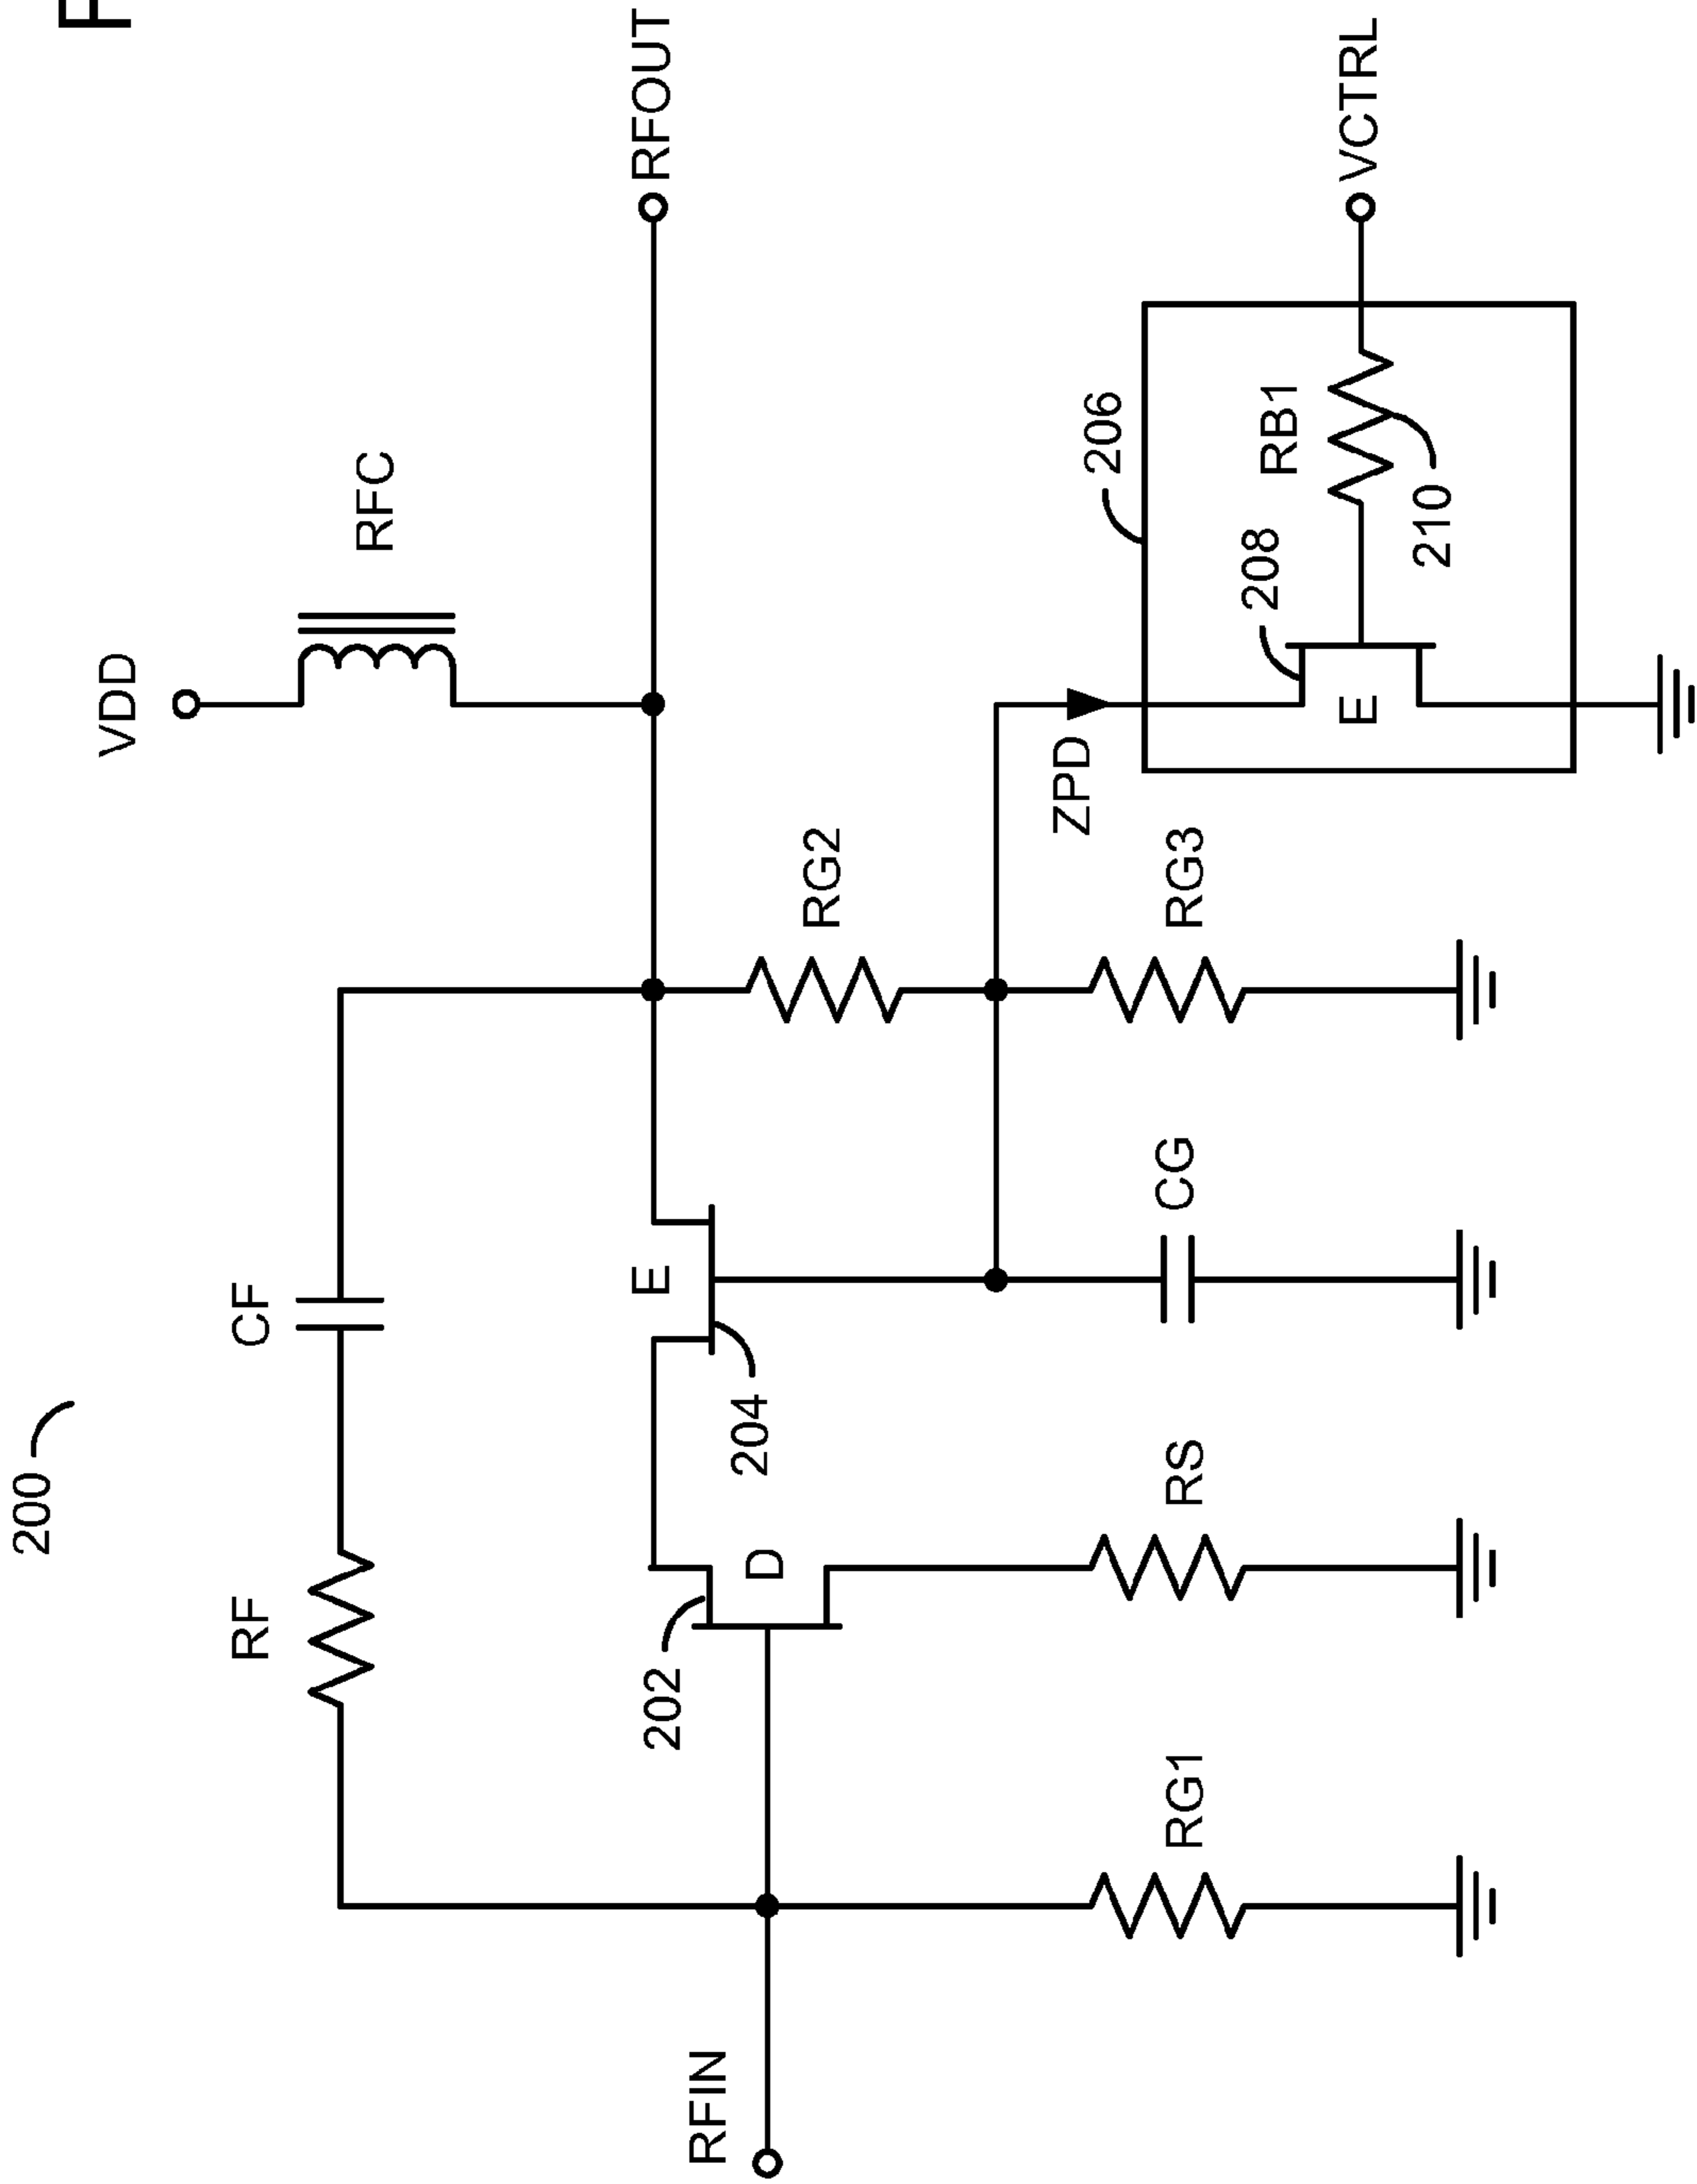 F
200
VDD
RF
CF
RFC
RFIN
202
D
204
E
RFOUT
RG2
ZPD
206
RG1
RS
CG
RG3
208
E
RB1
210
VCTRL